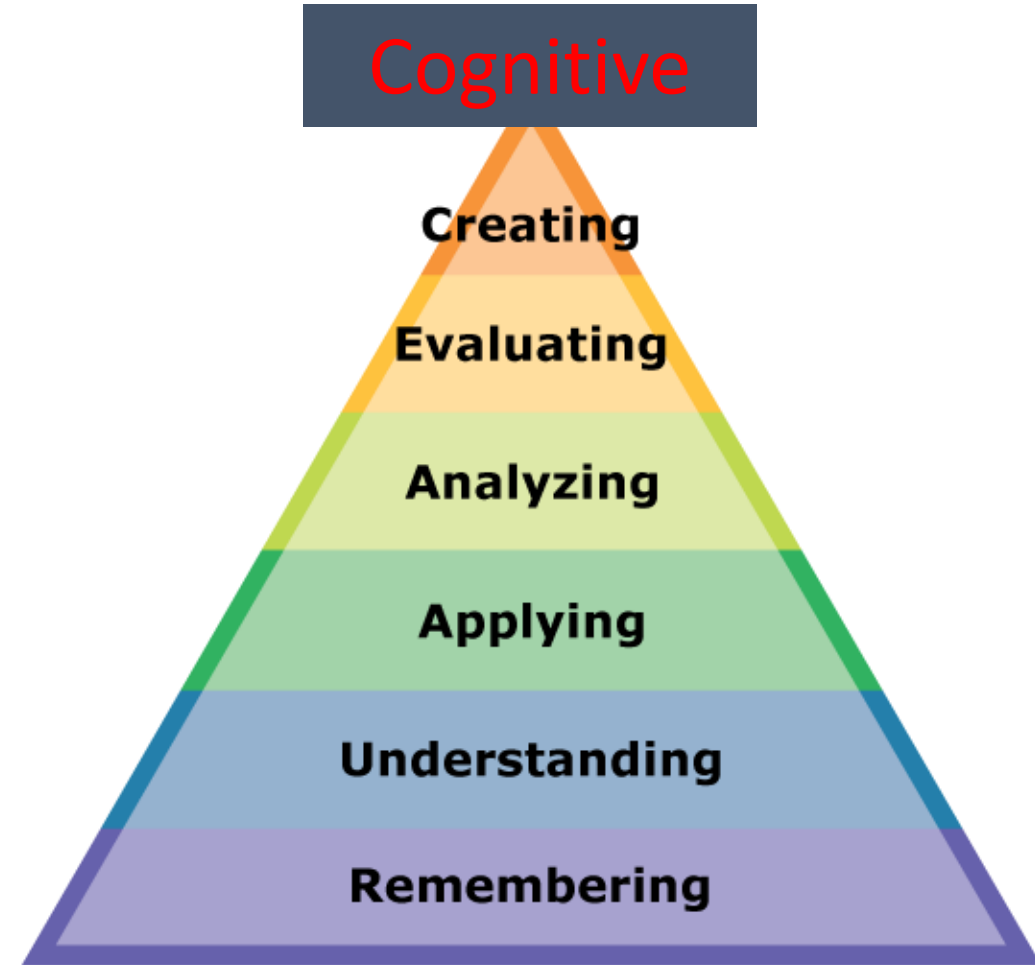 Cognitive
Creating
Evaluating
Analyzing
Applying
Understanding
Remembering